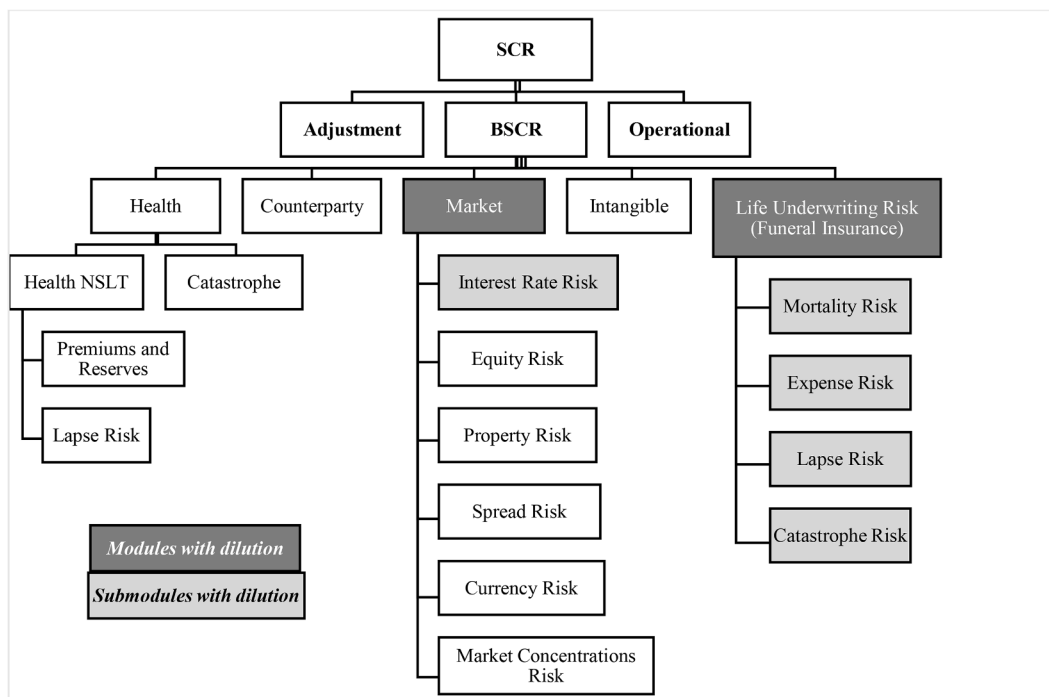 SCR
Adjustment
BSCR
Operational
Health
Counterparty
Market
Intangible
Life Underwriting Risk
(Funeral Insurance)
Health NSLT
Catastrophe
Premiums and
Reserves
Lapse Risk
Interest Rate Risk
Equity Risk
Property Risk
Spread Risk
Currency Risk
Market Concentrations
Risk
Mortality Risk
Expense Risk
Lapse Risk
Catastrophe Risk
Modules with dilution
Submodules with dilution